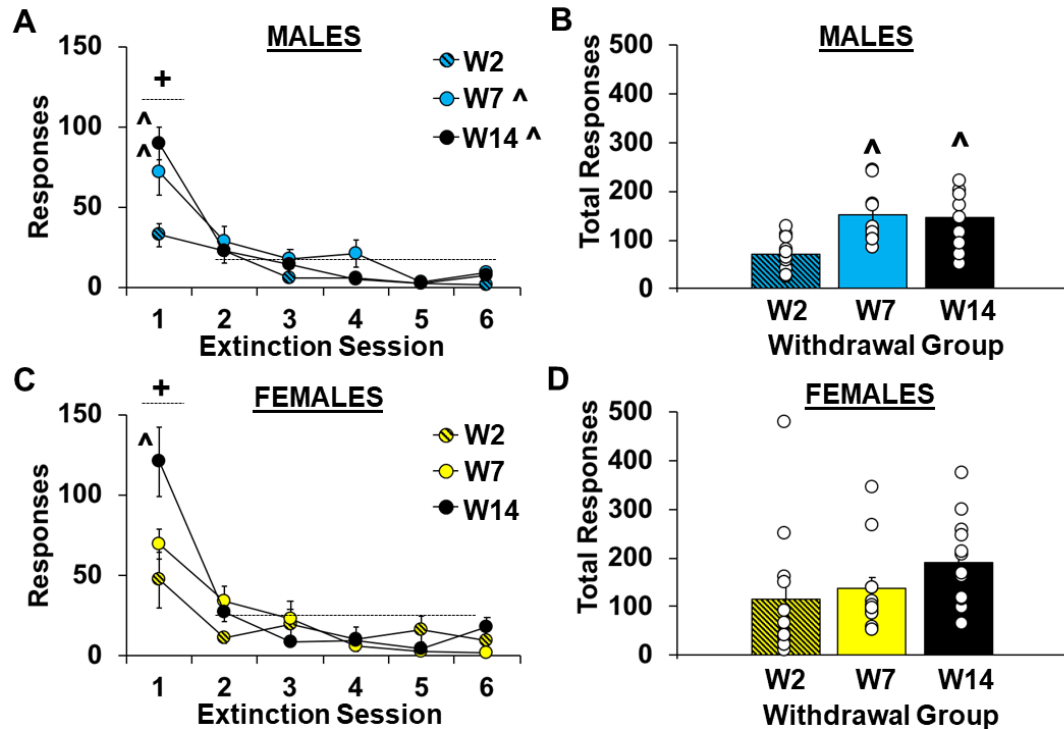 A
MALES
150
100
50
0
Responses
+
^
^
W2
W7 ^
W14 ^
1 2 3 4 5 6
Extinction Session
B
MALES
500
400
300
200
100
0
Total Responses
^ ^
W2 W7 W14
Withdrawal Group
C
FEMALES
150
100
50
0
Responses
+
^
W2
W7
W14
1 2 3 4 5 6
Extinction Session
D
FEMALES
500
400
300
200
100
0
Total Responses
W2 W7 W14
Withdrawal Group